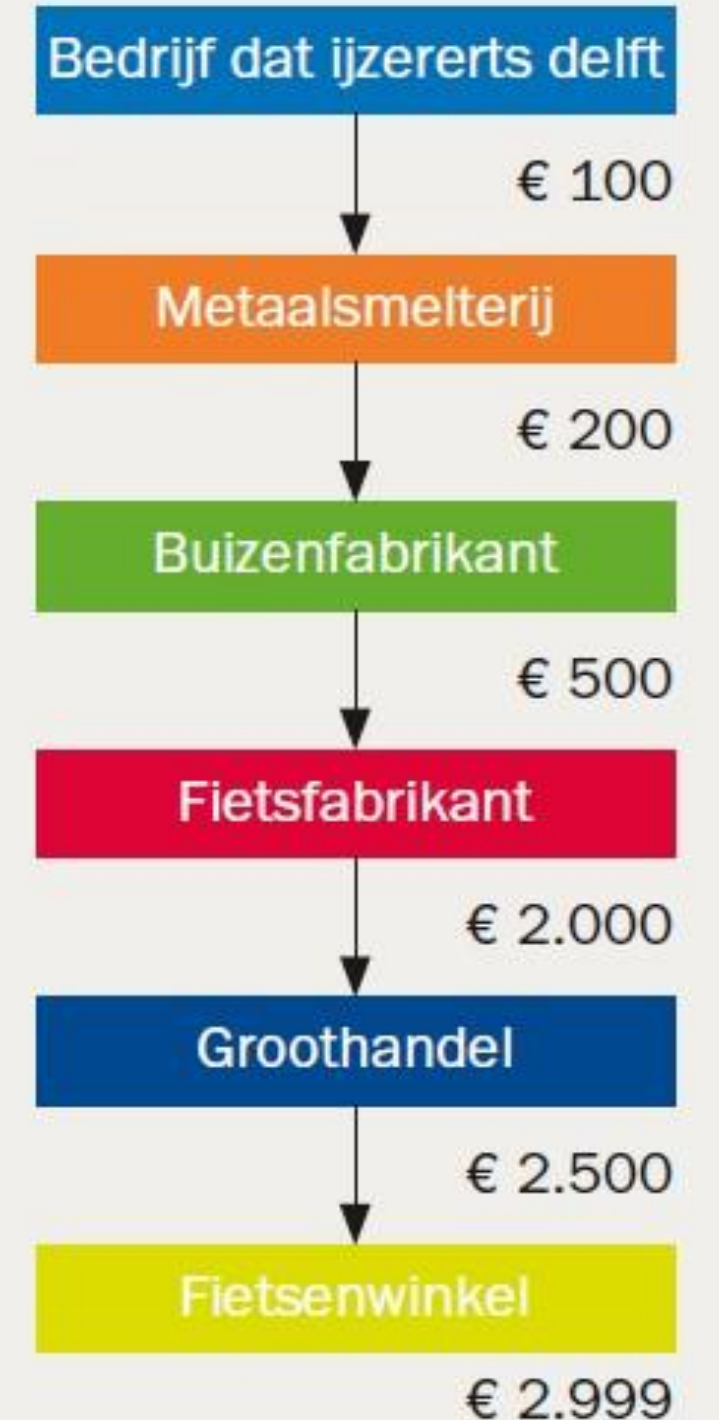 Bedrijf dat ijzererts delft
€ 100
Metaalsmelterij
€ 200
Buizenfabrikant
€ 500
Fietsfabrikant
€ 2.000
Groothandel
€ 2.500
Fietsenwinkel
€ 2.999